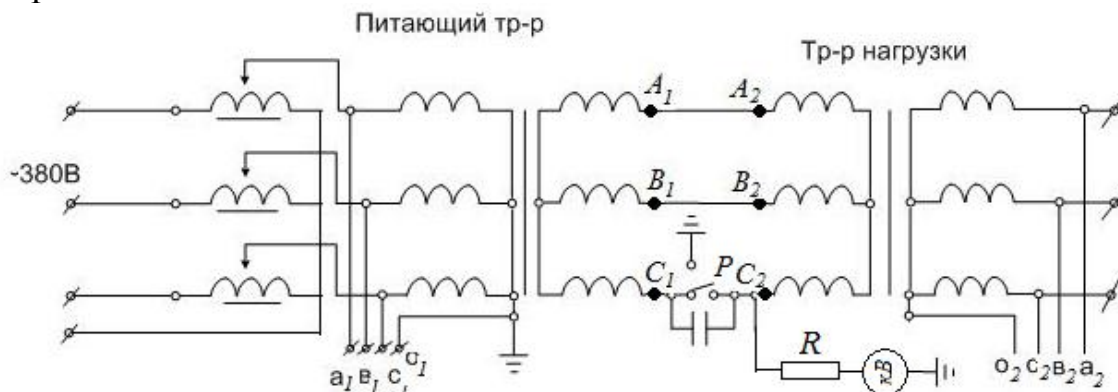 Питающий тр-р
Тр-р нагрузки
A₁ A₂
~380В
B₁ B₂
C₁ P C₂
R
кВ
a₁ в₁ c₁ o₁
o₂ c₂ в₂ a₂